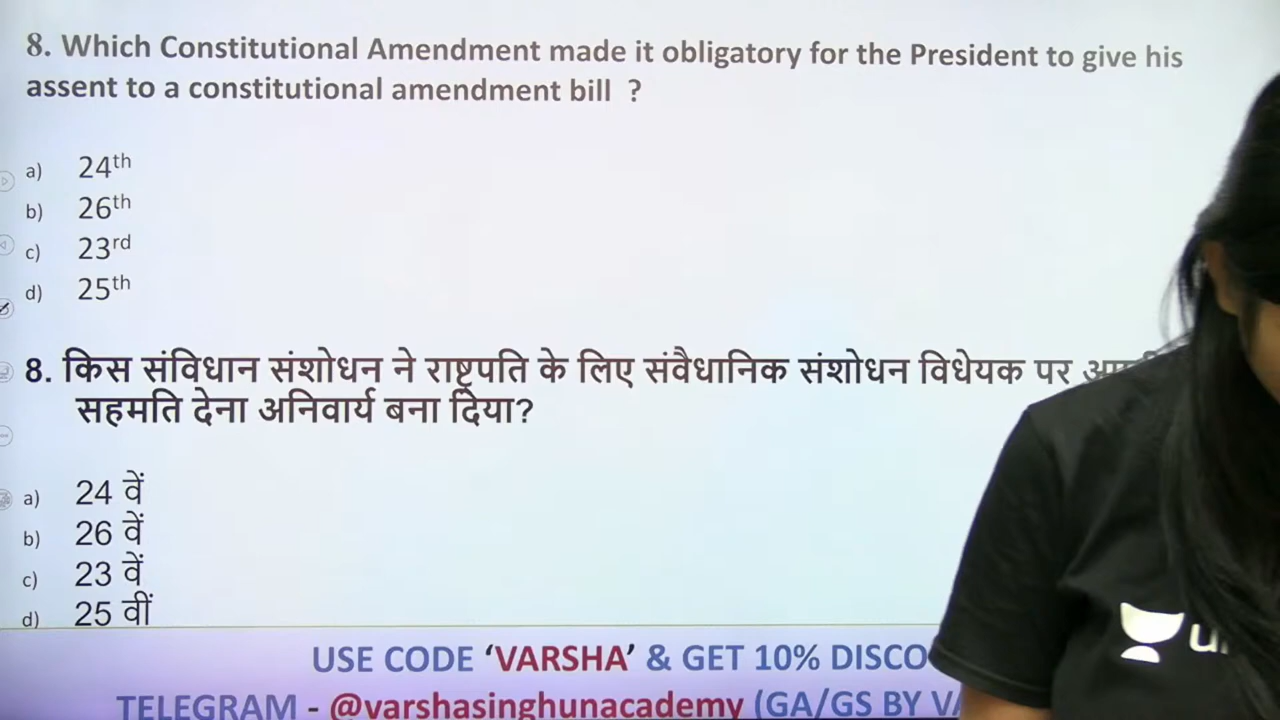 8. Which Constitutional Amendment made it obligatory for the President to give his
assent to a constitutional amendment bill ?
a) 24th
b) 26th
c) 23rd
d) 25th
8. किस संविधान संशोधन ने राष्ट्रपति के लिए संवैधानिक संशोधन विधेयक पर
सहमति देना अनिवार्य बना दिया?
a) 24 वें
b) 26 वें
c) 23 वें
d) 25 वीं
USE CODE ‘VARSHA’ & GET 10%
TELEGRAM - @varshasinghunacademy (GA/GS BY